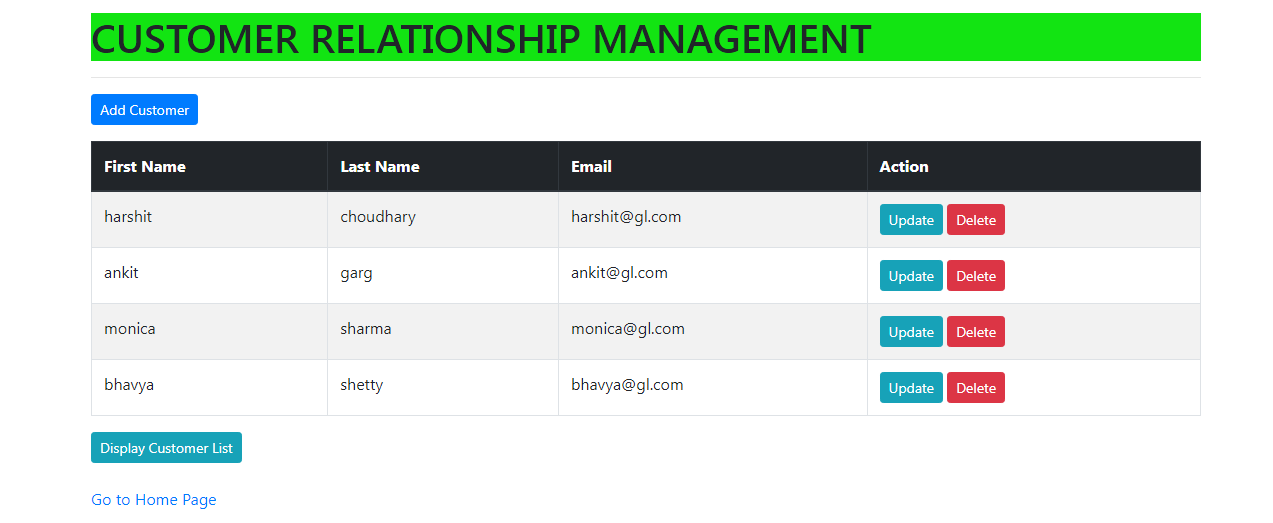 CUSTOMER RELATIONSHIP MANAGEMENT
Add Customer
First Name Last Name Email Action
harshit choudhary harshit@gl.com Update Delete
ankit garg ankit@gl.com Update Delete
monica sharma monica@gl.com Update Delete
bhavya shetty bhavya@gl.com Update Delete
Display Customer List
Go to Home Page